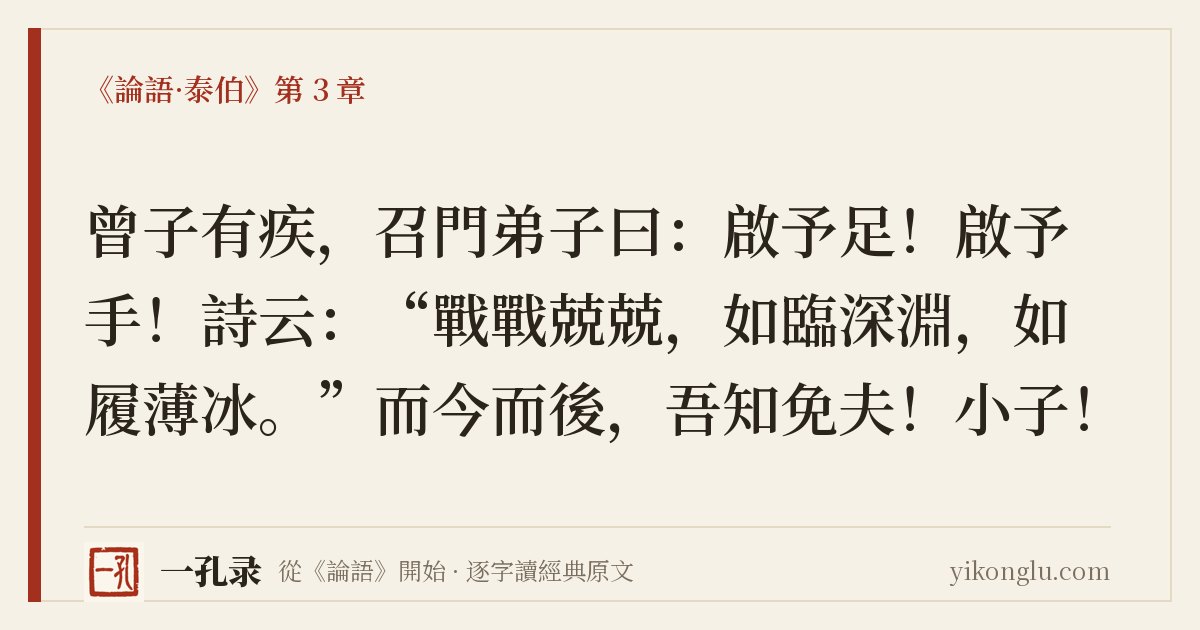 《論語·泰伯》第 3 章
曾子有疾，召門弟子曰：啟予足！啟予
手！詩云：“戰戰兢兢，如臨深淵，如
履薄冰。”而今而後，吾知免夫！小子！
一孔
一孔录 從《論語》開始 · 逐字讀經典原文 yikonglu.com